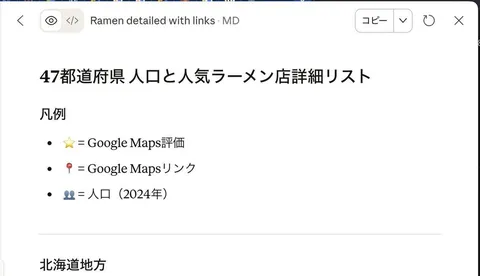 Ramen detailed with links · MD
コピー
47都道府県 人口と人気ラーメン店詳細リスト
凡例
⭐ = Google Maps評価
📍 = Google Mapsリンク
👥 = 人口（2024年）
北海道地方